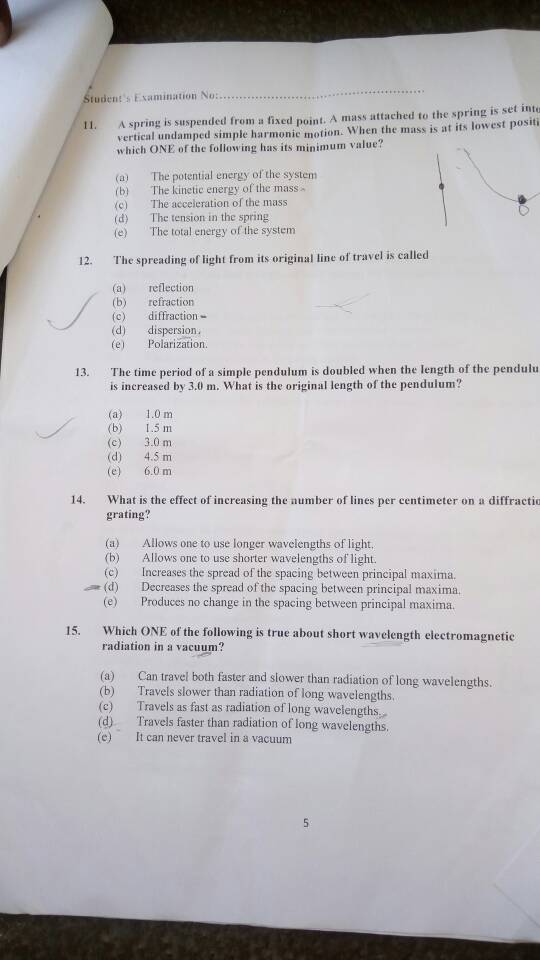 Student's Examination No:
11. A spring is suspended from a fixed point. A mass attached to the spring is set into
vertical undamped simple harmonic motion. When the mass is at its lowest positi
which ONE of the following has its minimum value?
(a) The potential energy of the system
(b) The kinetic energy of the mass
(c) The acceleration of the mass
(d) The tension in the spring
(e) The total energy of the system
12. The spreading of light from its original line of travel is called
(a) reflection
(b) refraction
(c) diffraction
(d) dispersion,
(e) Polarization.
13. The time period of a simple pendulum is doubled when the length of the pendulu
is increased by 3.0 m. What is the original length of the pendulum?
(a) 1.0 m
(b) 1.5 m
(c) 3.0 m
(d) 4.5 m
(e) 6.0 m
14. What is the effect of increasing the number of lines per centimeter on a diffractio
grating?
(a) Allows one to use longer wavelengths of light.
(b) Allows one to use shorter wavelengths of light.
(c) Increases the spread of the spacing between principal maxima.
(d) Decreases the spread of the spacing between principal maxima.
(e) Produces no change in the spacing between principal maxima.
15. Which ONE of the following is true about short wavelength electromagnetic
radiation in a vacuum?
(a) Can travel both faster and slower than radiation of long wavelengths.
(b) Travels slower than radiation of long wavelengths.
(c) Travels as fast as radiation of long wavelengths.
(d) Travels faster than radiation of long wavelengths.
(e) It can never travel in a vacuum
5